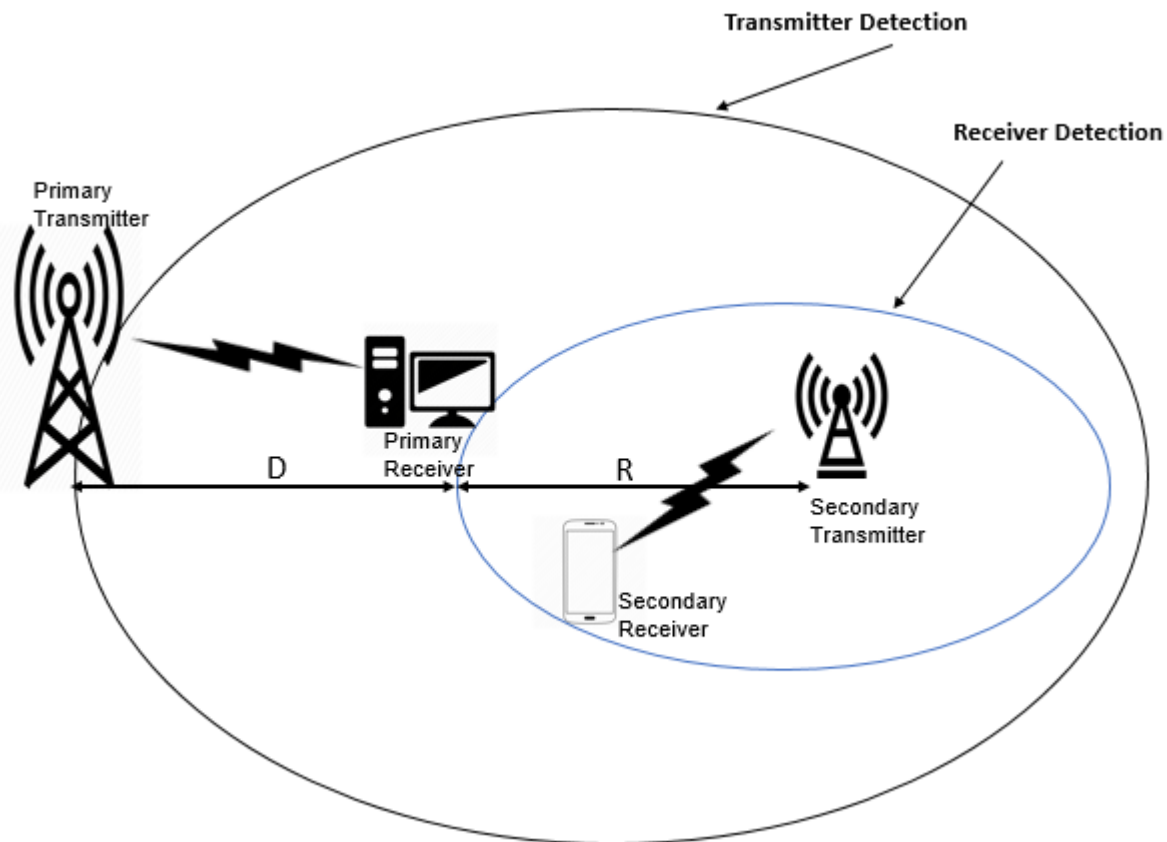 Transmitter Detection
Receiver Detection
Primary
Transmitter
Primary
Receiver
D
R
Secondary
Transmitter
Secondary
Receiver